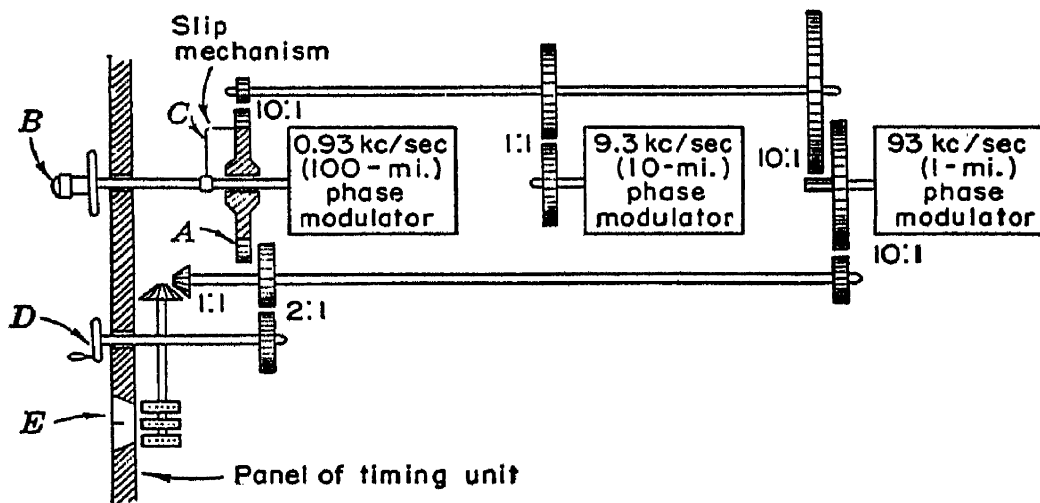 Slip
mechanism
B
C
10:1
0.93 kc/sec
(100-mi.)
phase
modulator
1:1
9.3 kc/sec
(10-mi.)
phase
modulator
10:1
93 kc/sec
(1-mi.)
phase
modulator
A
10:1
1:1
2:1
D
E
Panel of timing unit